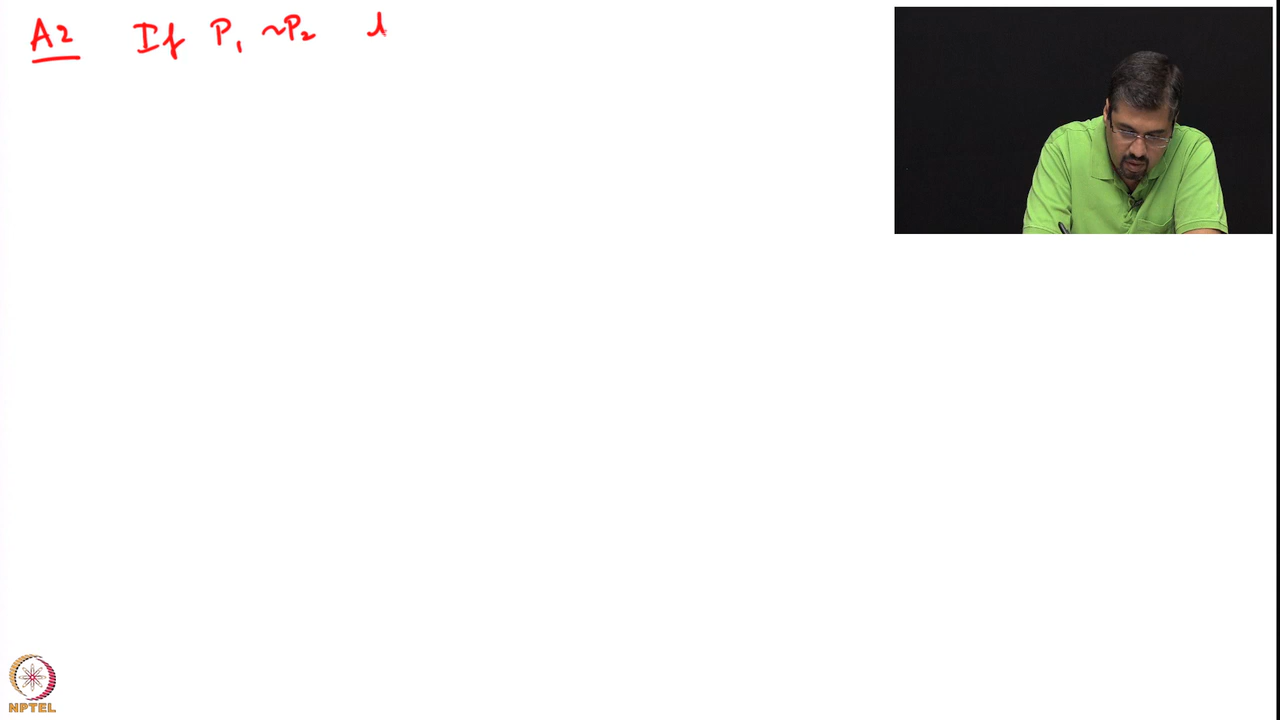 A2 If P₁ ~P₂
NPTEL